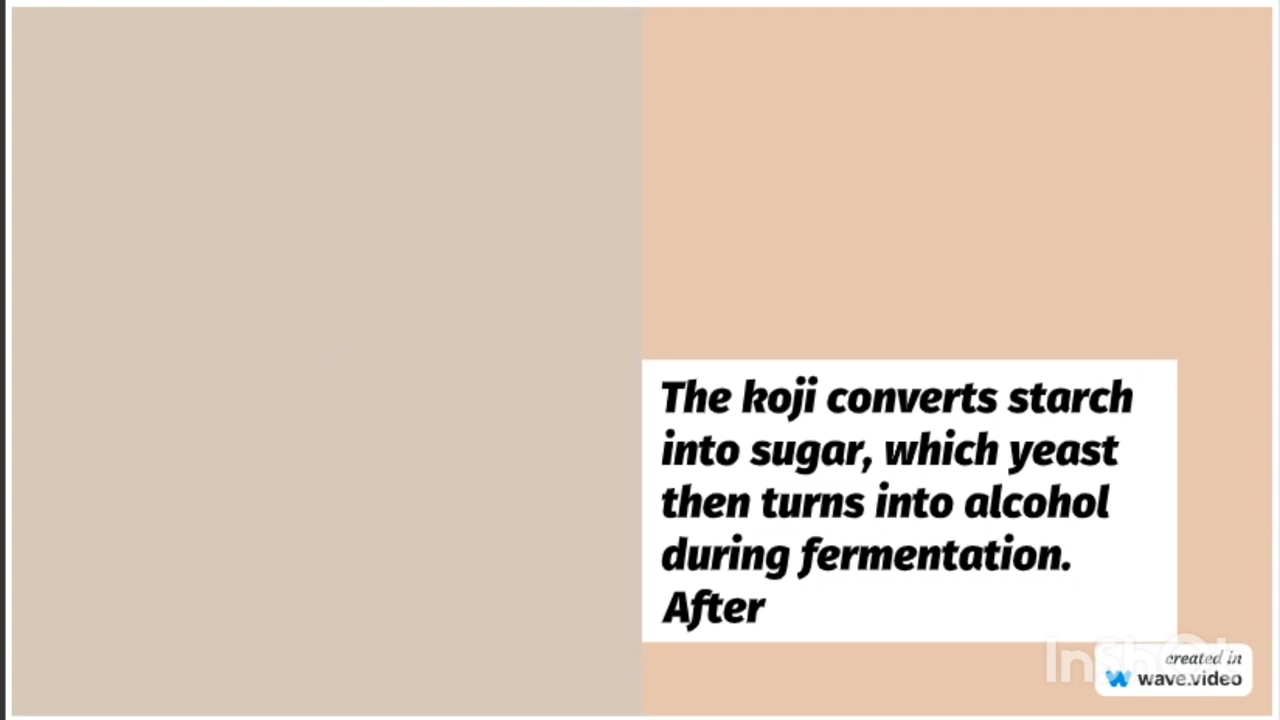 The koji converts starch
into sugar, which yeast
then turns into alcohol
during fermentation.
After
InShot
created in
wave.video